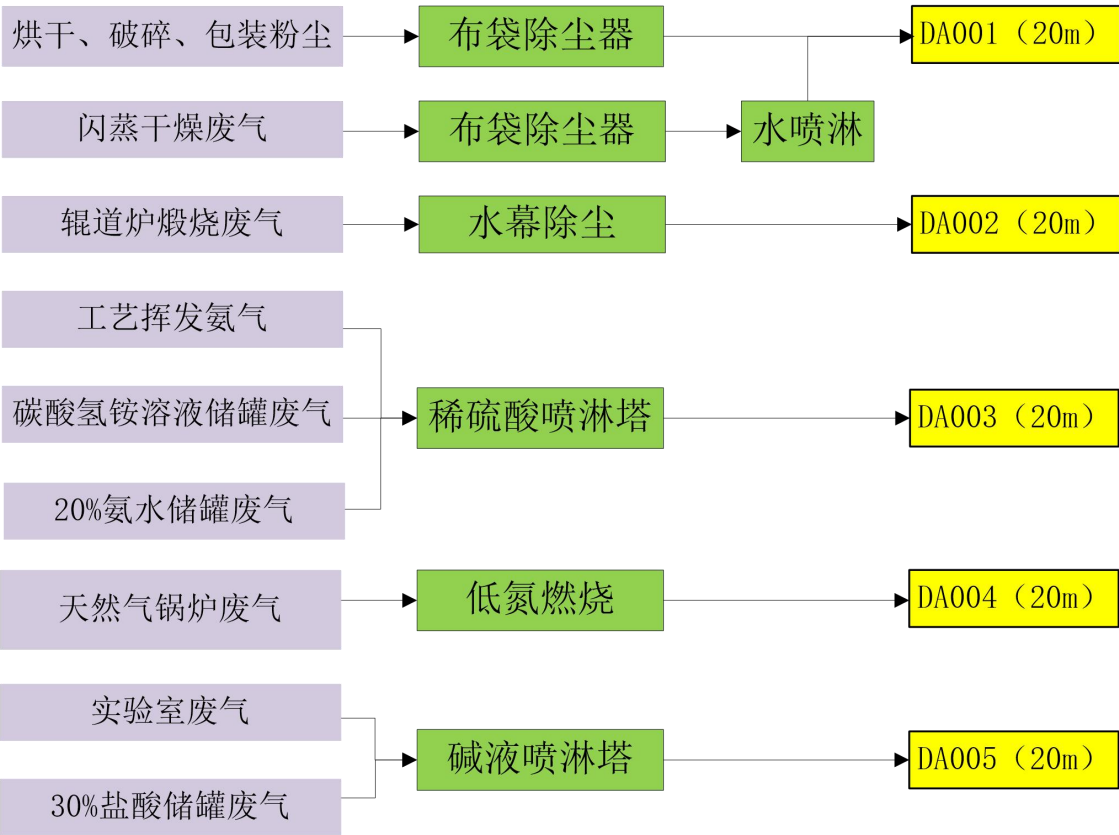 烘干、破碎、包装粉尘
布袋除尘器
DA001（20m）
闪蒸干燥废气
布袋除尘器
水喷淋
辊道炉煅烧废气
水幕除尘
DA002（20m）
工艺挥发氨气
碳酸氢铵溶液储罐废气
稀硫酸喷淋塔
DA003（20m）
20%氨水储罐废气
天然气锅炉废气
低氮燃烧
DA004（20m）
实验室废气
碱液喷淋塔
DA005（20m）
30%盐酸储罐废气